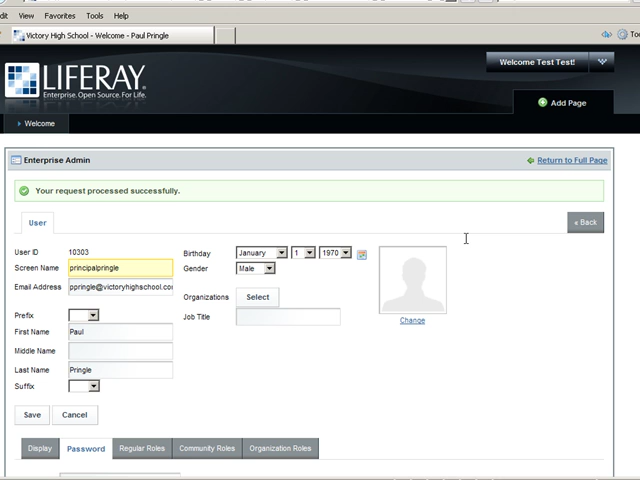 dit View Favorites Tools Help
Victory High School - Welcome - Paul Pringle
Too
LIFERAY
Enterprise. Open Source. For Life.
Welcome Test Test!
Add Page
Welcome
Enterprise Admin
Return to Full Page
Your request processed successfully.
User
« Back
User ID 10303
Screen Name principalpringle
Email Address ppringle@victoryhighschool.co
Prefix
First Name Paul
Middle Name
Last Name Pringle
Suffix
Birthday January 1 1970
Gender Male
Organizations Select
Job Title
Change
Save Cancel
Display Password Regular Roles Community Roles Organization Roles